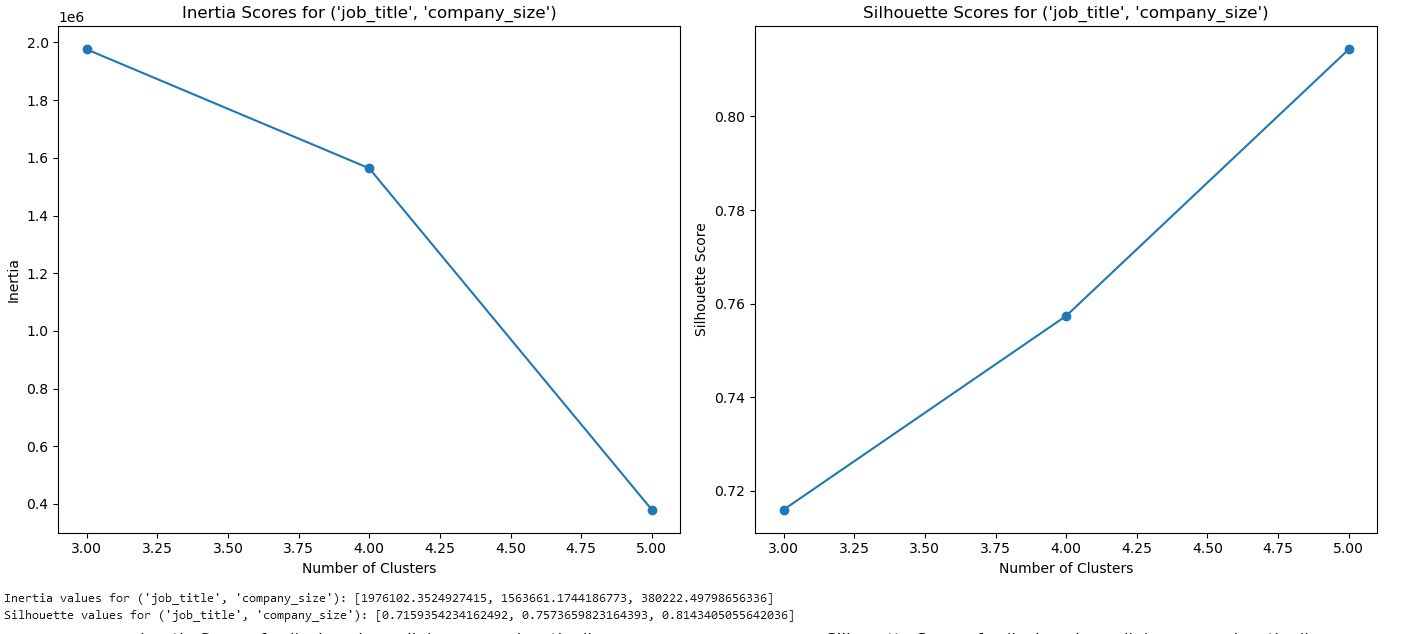 Inertia Scores for ('job_title', 'company_size')
1e6
2.0
1.8
1.6
1.4
1.2
1.0
0.8
0.6
0.4
Inertia
3.00 3.25 3.50 3.75 4.00 4.25 4.50 4.75 5.00
Number of Clusters
Silhouette Scores for ('job_title', 'company_size')
0.80
0.78
0.76
0.74
0.72
Silhouette Score
3.00 3.25 3.50 3.75 4.00 4.25 4.50 4.75 5.00
Number of Clusters
Inertia values for ('job_title', 'company_size'): [1976102.3524927415, 1563661.1744186773, 380222.49798656336]
Silhouette values for ('job_title', 'company_size'): [0.7159354234162492, 0.7573659823164393, 0.8143405055642036]